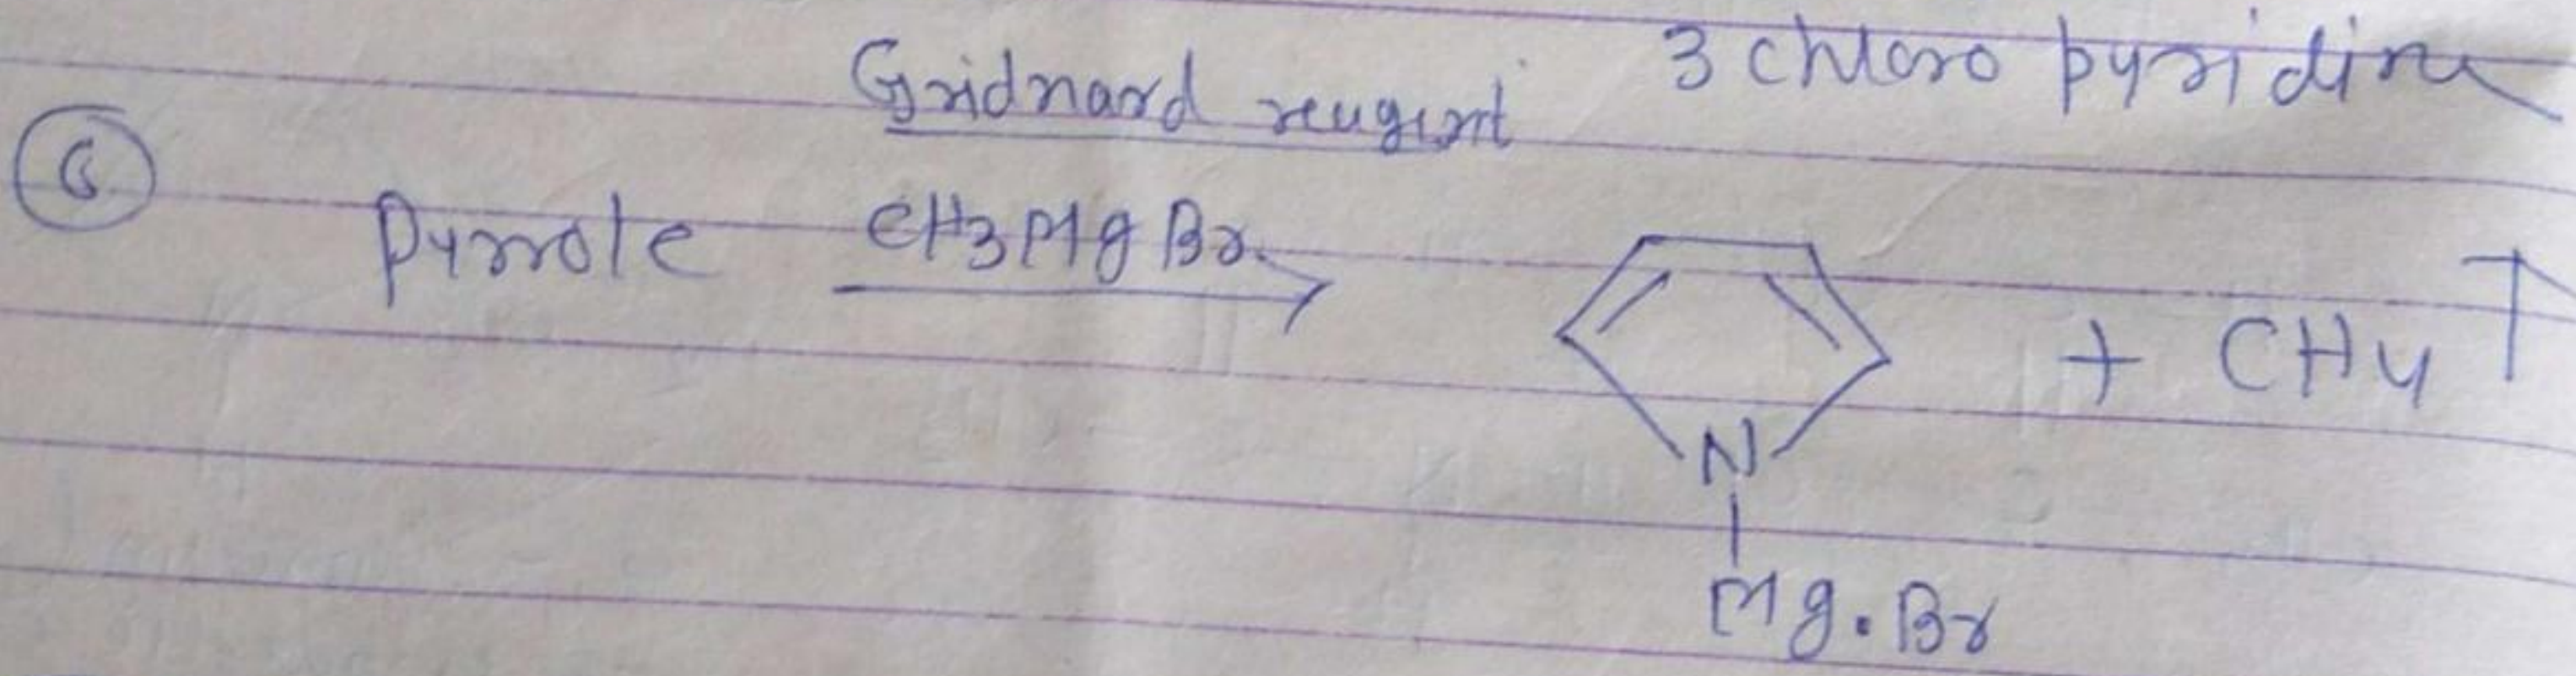 3 chloro pyridine
Gridnard reugent
6
Pyrrole CH3MgBr
N
+ CH4 ↑
Mg.Br